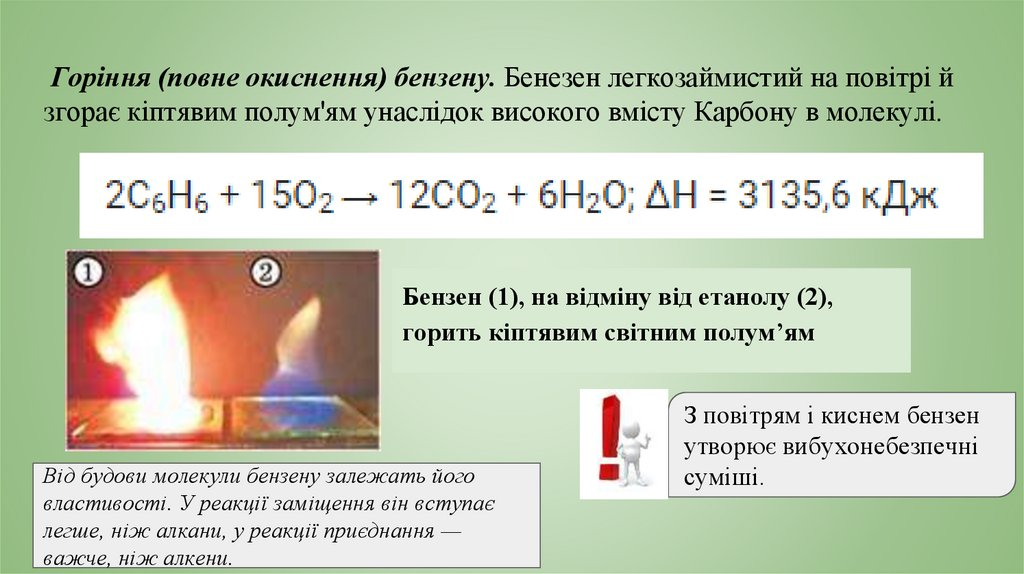 Горіння (повне окиснення) бензену. Бенезен легкозаймистий на повітрі й
згорає кіптявим полум'ям унаслідок високого вмісту Карбону в молекулі.
2C₆H₆ + 15O₂ → 12CO₂ + 6H₂O; ΔH = 3135,6 кДж
1 2
Бензен (1), на відміну від етанолу (2),
горить кіптявим світним полум’ям
З повітрям і киснем бензен
утворює вибухонебезпечні
суміші.
Від будови молекули бензену залежать його
властивості. У реакції заміщення він вступає
легше, ніж алкани, у реакції приєднання —
важче, ніж алкени.